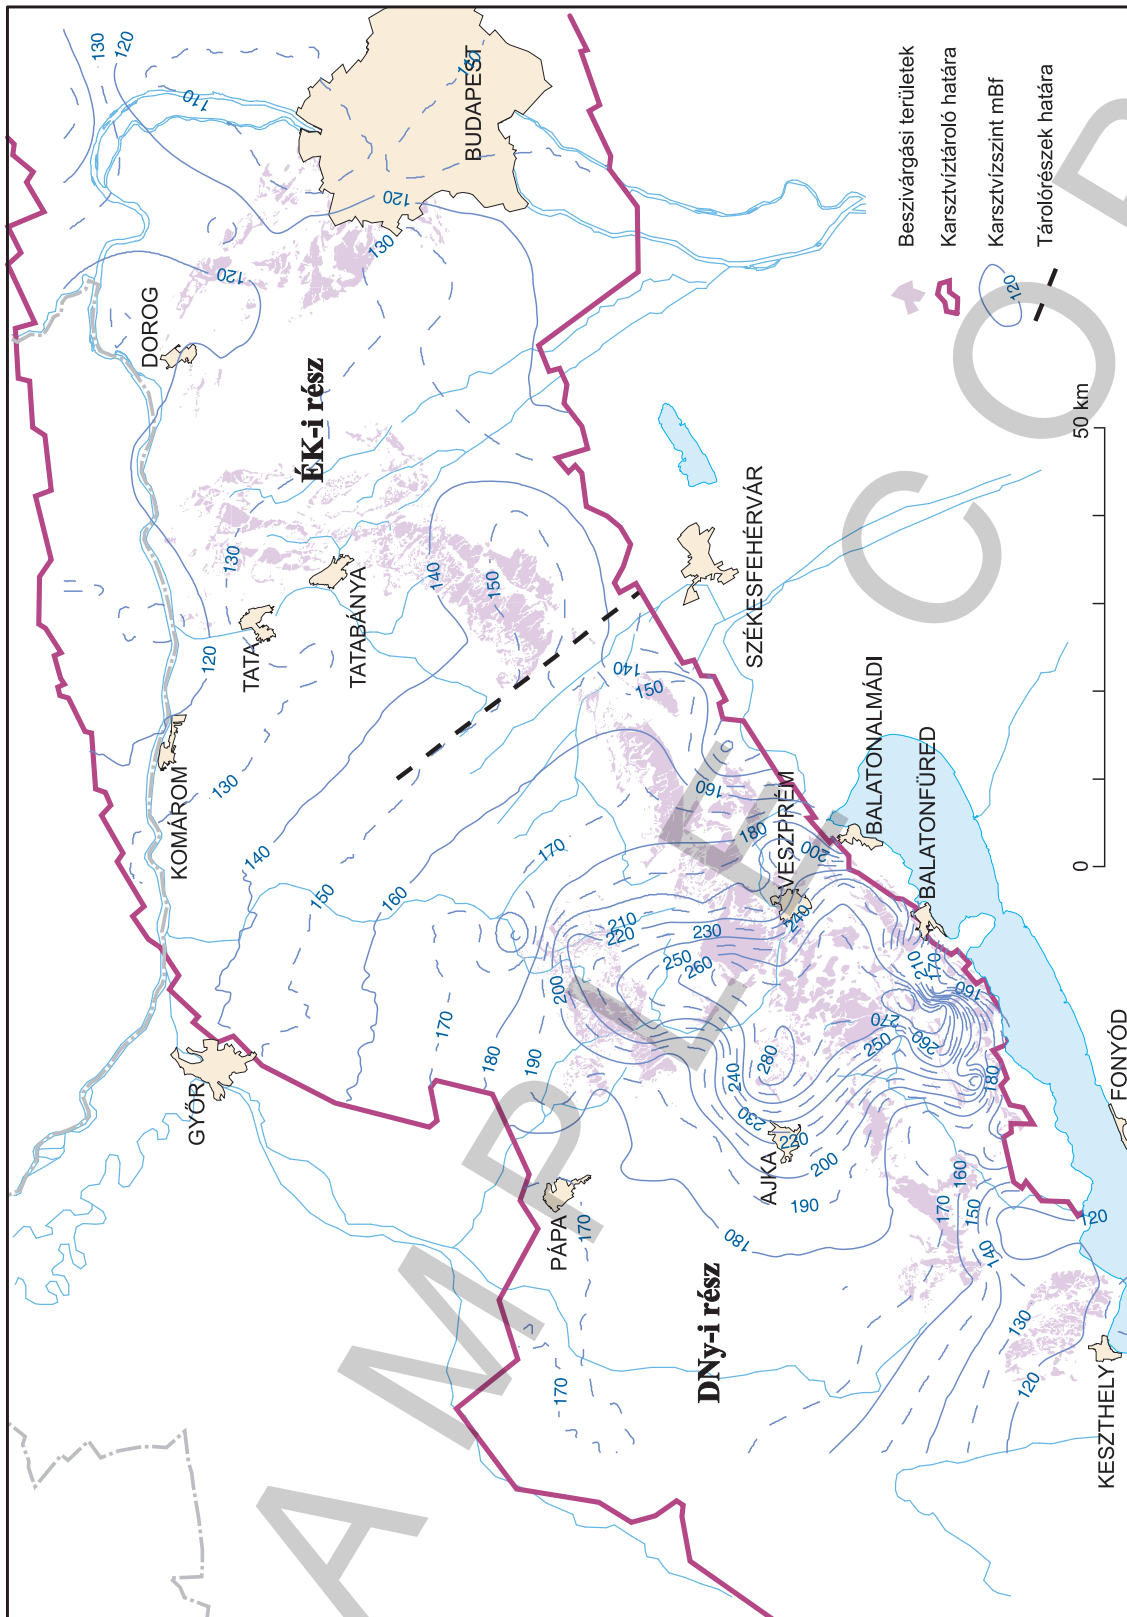 130
120
110
110
BUDAPEST
120
130
120
DOROG
ÉK-i rész
130
140
150
TATA
TATABÁNYA
120
KOMÁROM
130
140
150
160
170
140
150
160
180
200
SZÉKESFEHÉRVÁR
BALATONALMÁDI
BALATONFÜRED
VESZPRÉM
240
210
220
230
250
260
200
170
180
190
GYŐR
210
170
160
270
250
260
180
280
240
230
220
200
190
180
AJKA
PÁPA
170
170
DNy-i rész
160
170
150
140
120
130
120
KESZTHELY
FONYÓD
Beszivárgási területek
Karsztvíztároló határa
Karsztvízszint mBf
120
Tárolórészek határa
0
50 km
SAMPLE COP